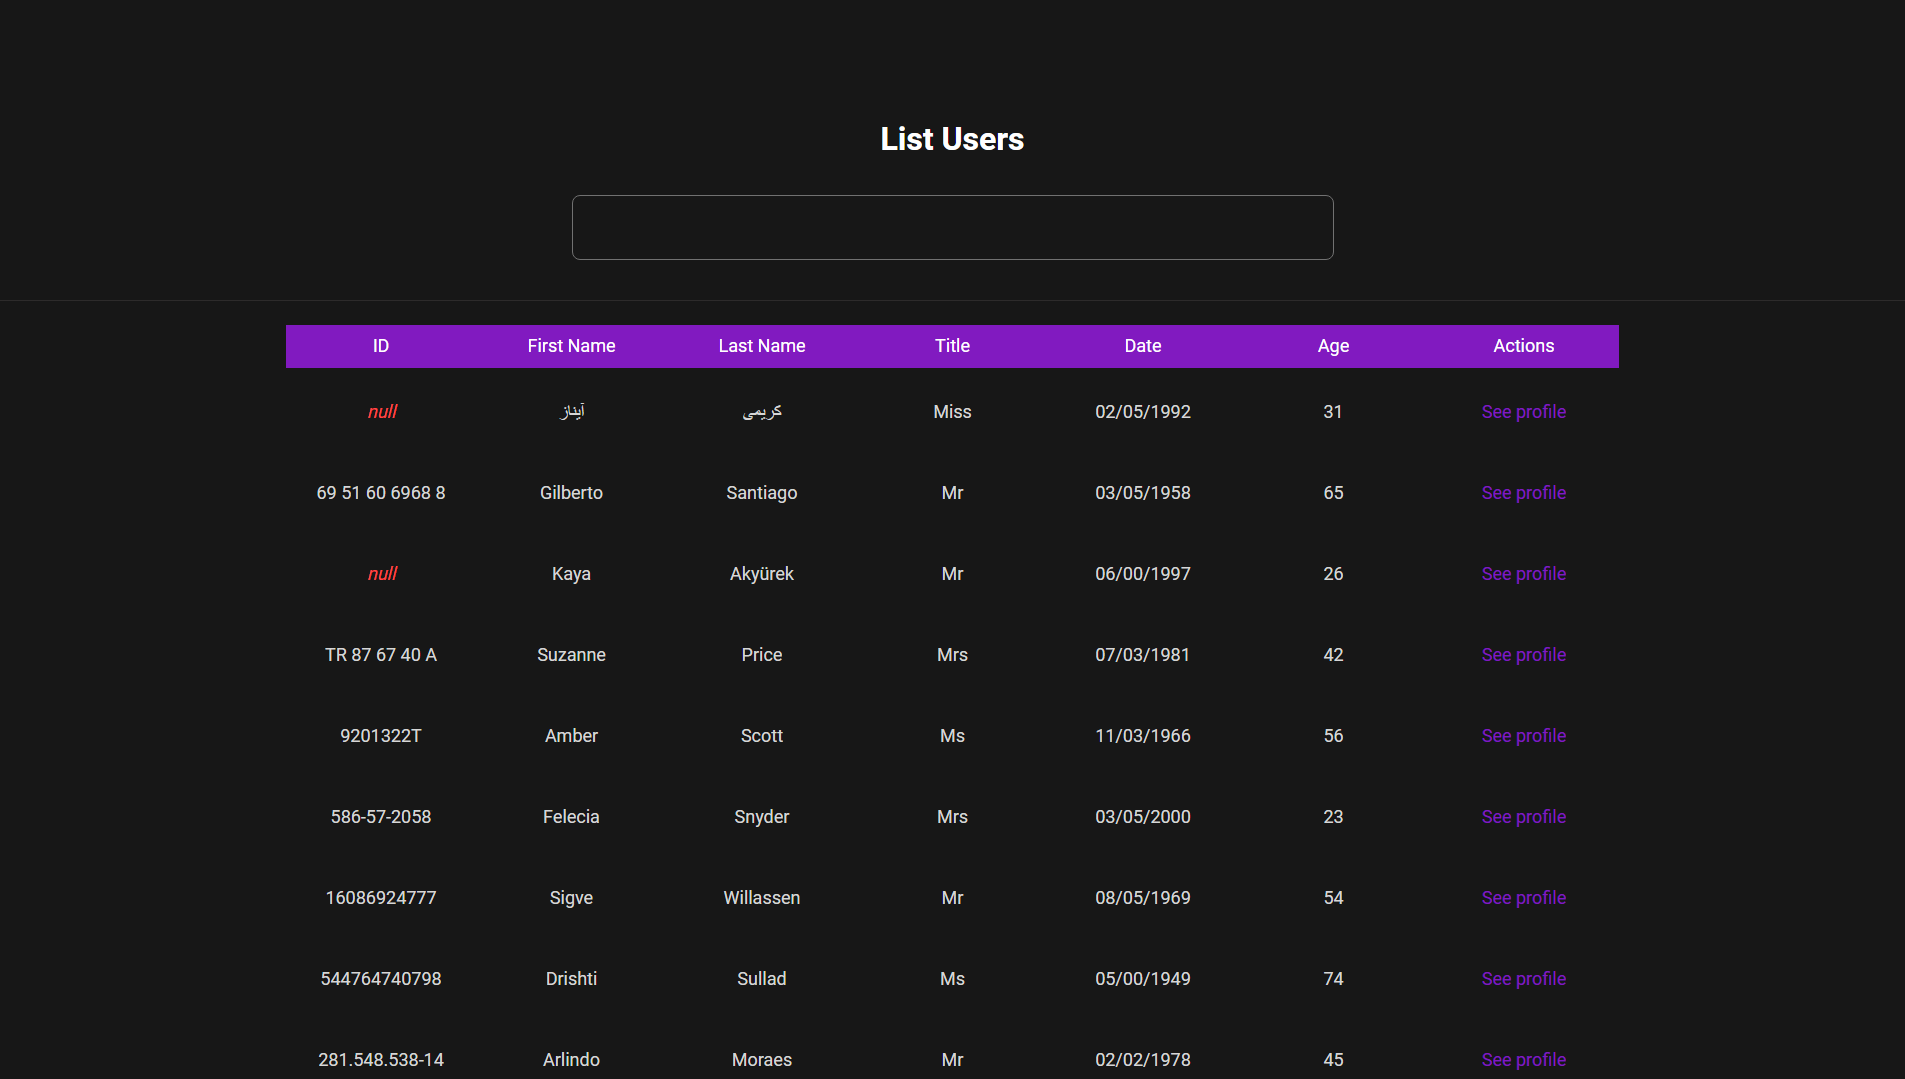 List Users
ID First Name Last Name Title Date Age Actions
null آیناز کریمی Miss 02/05/1992 31 See profile
69 51 60 6968 8 Gilberto Santiago Mr 03/05/1958 65 See profile
null Kaya Akyürek Mr 06/00/1997 26 See profile
TR 87 67 40 A Suzanne Price Mrs 07/03/1981 42 See profile
9201322T Amber Scott Ms 11/03/1966 56 See profile
586-57-2058 Felecia Snyder Mrs 03/05/2000 23 See profile
16086924777 Sigve Willassen Mr 08/05/1969 54 See profile
544764740798 Drishti Sullad Ms 05/00/1949 74 See profile
281.548.538-14 Arlindo Moraes Mr 02/02/1978 45 See profile